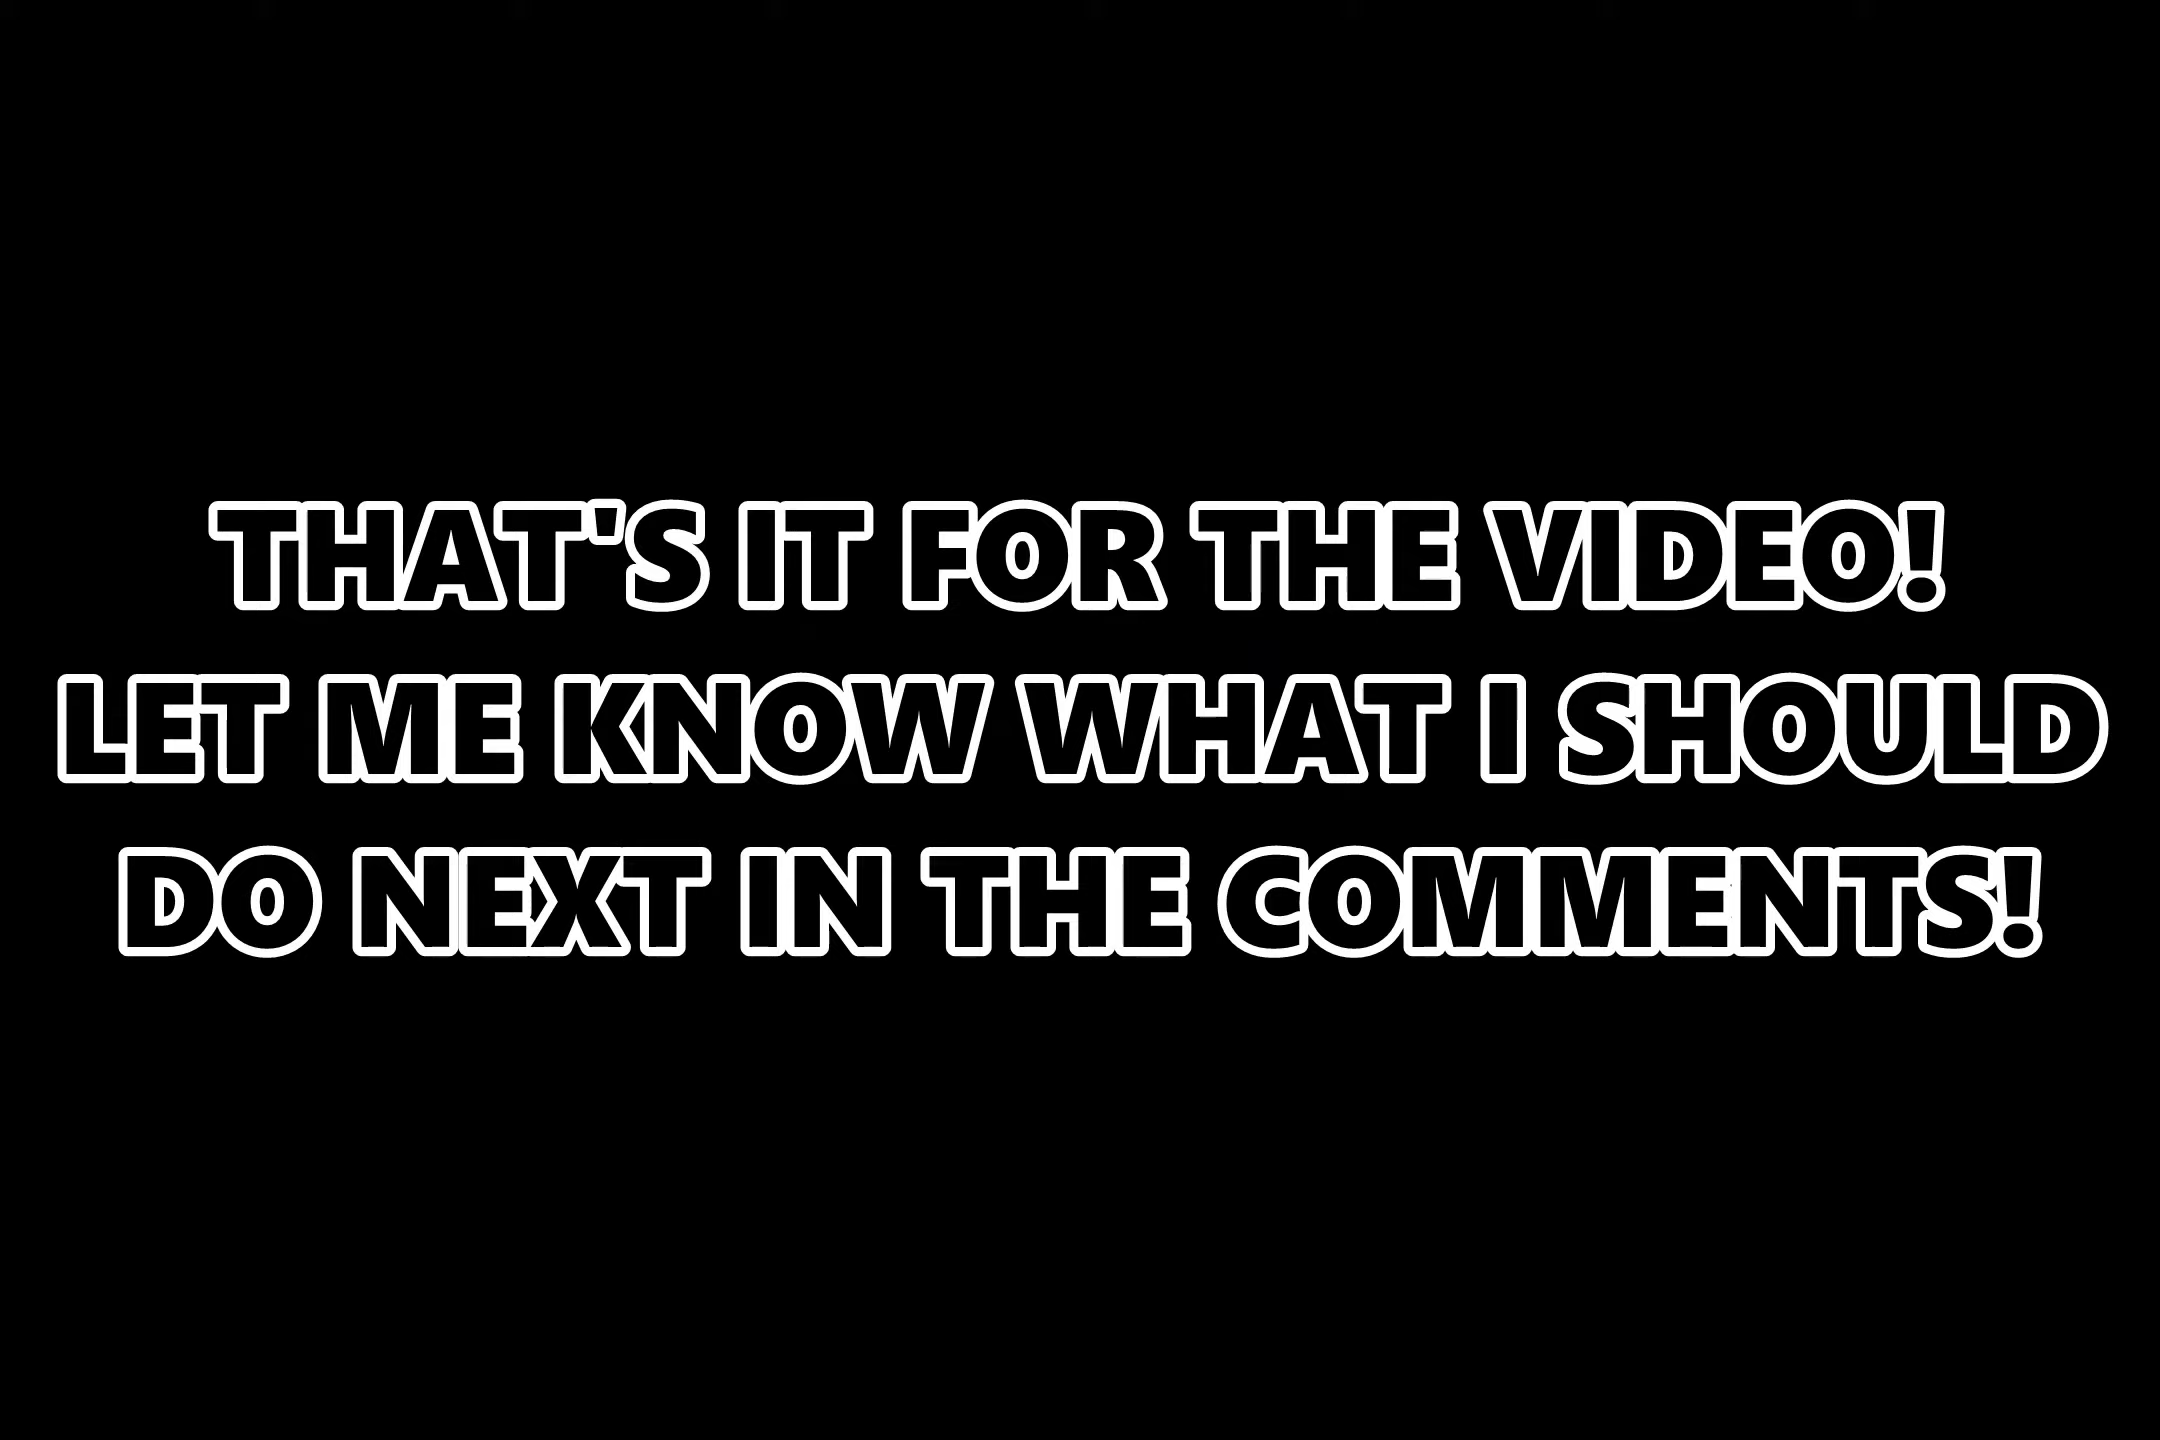 THAT'S IT FOR THE VIDEO!
LET ME KNOW WHAT I SHOULD
DO NEXT IN THE COMMENTS!